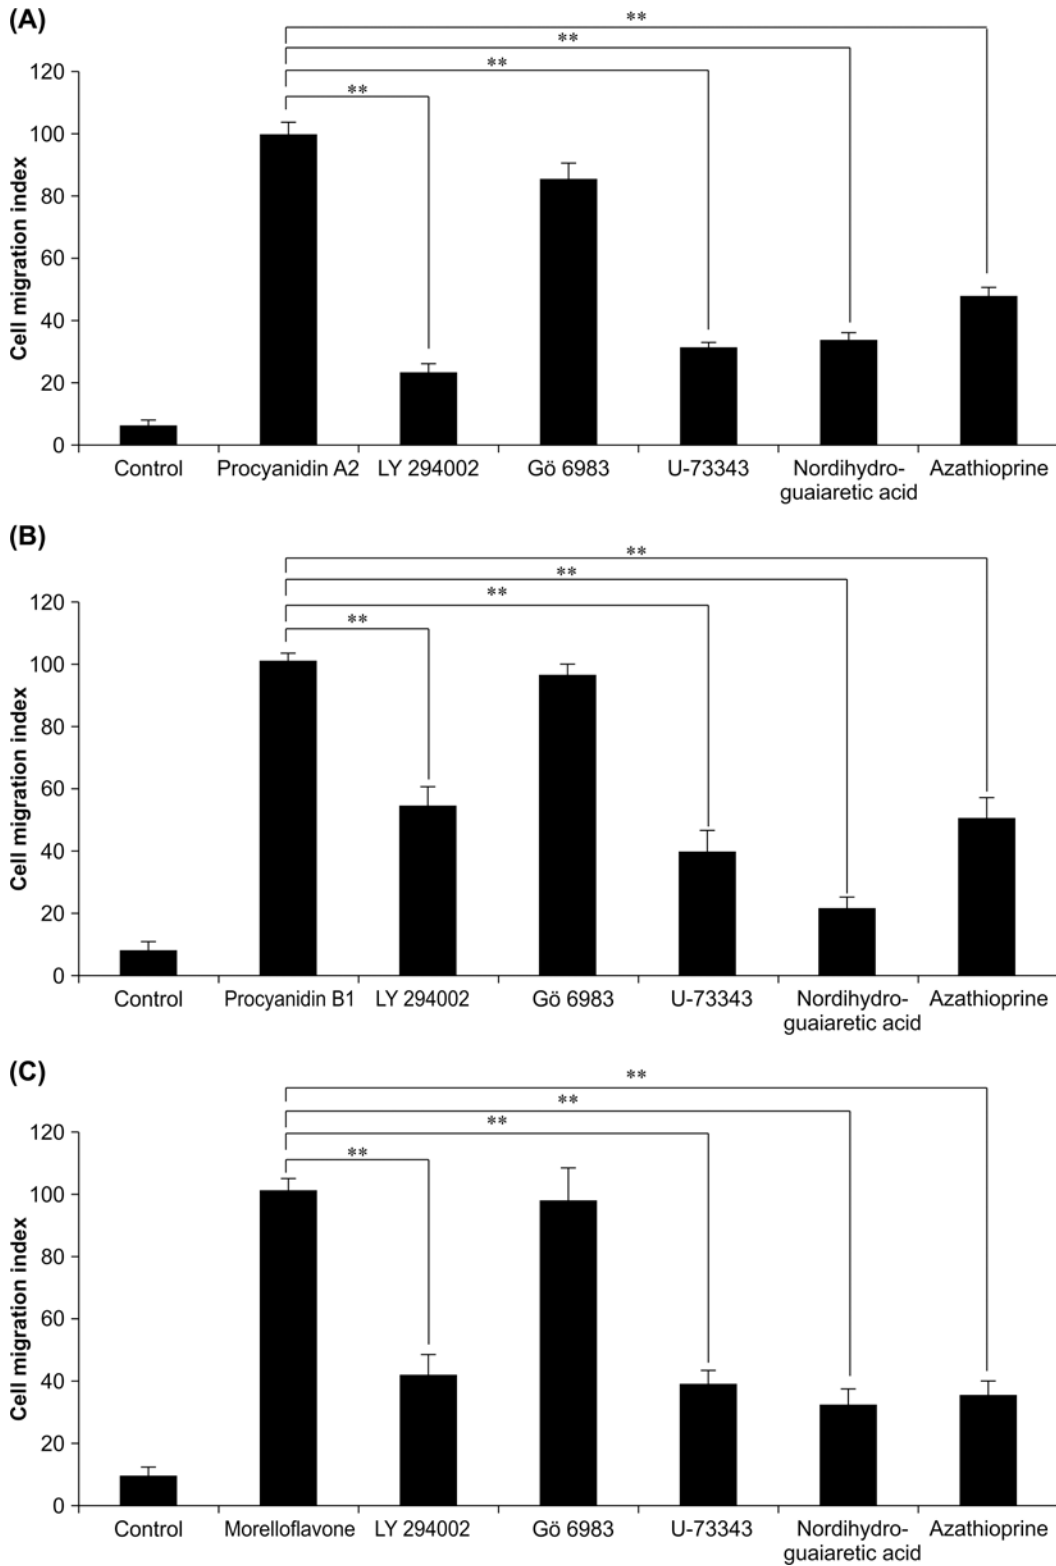 (A)
**
**
**
**
120
100
80
60
40
20
0
Cell migration index
Control Procyanidin A2 LY 294002 Gö 6983 U-73343 Nordihydro- Azathioprine
guaiaretic acid
(B)
**
**
**
**
120
100
80
60
40
20
0
Cell migration index
Control Procyanidin B1 LY 294002 Gö 6983 U-73343 Nordihydro- Azathioprine
guaiaretic acid
(C)
**
**
**
**
120
100
80
60
40
20
0
Cell migration index
Control Morelloflavone LY 294002 Gö 6983 U-73343 Nordihydro- Azathioprine
guaiaretic acid